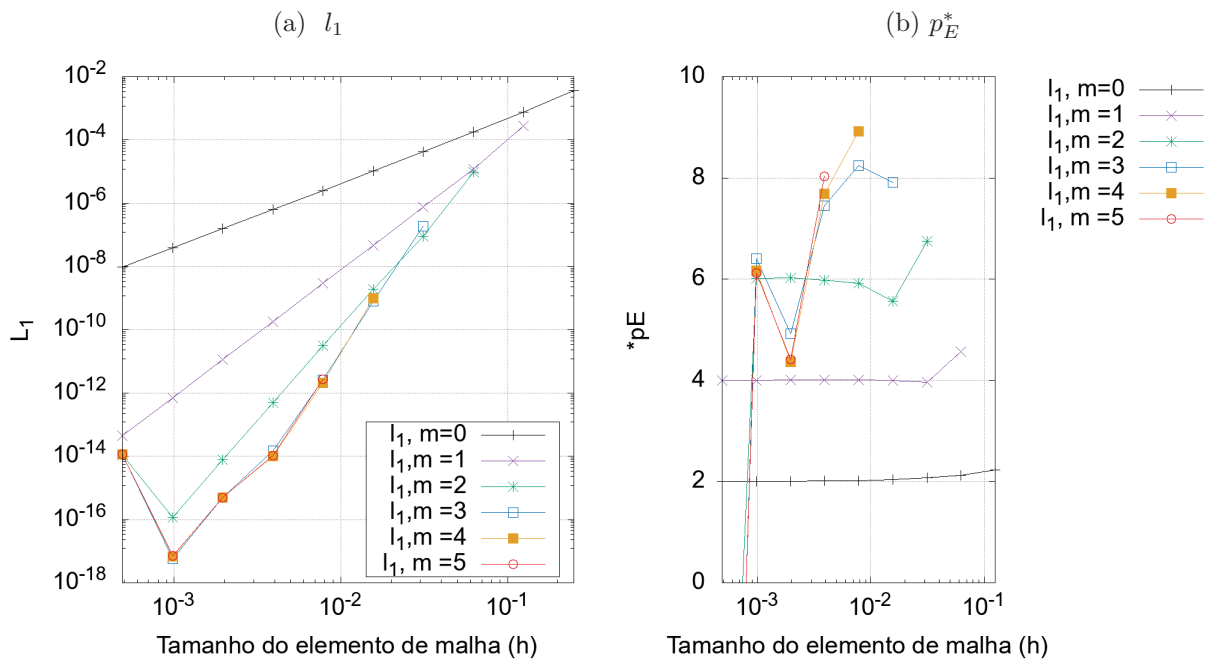 (a) l₁
(b) p*_E
10⁻²
10⁻⁴
10⁻⁶
10⁻⁸
10⁻¹⁰
10⁻¹²
10⁻¹⁴
10⁻¹⁶
10⁻¹⁸
L₁
l₁, m=0
l₁,m =1
l₁,m =2
l₁,m =3
l₁,m =4
l₁, m =5
10⁻³
10⁻²
10⁻¹
Tamanho do elemento de malha (h)
10
8
6
4
2
0
*pE
10⁻³
10⁻²
10⁻¹
Tamanho do elemento de malha (h)
l₁, m=0
l₁,m =1
l₁,m =2
l₁,m =3
l₁,m =4
l₁, m =5